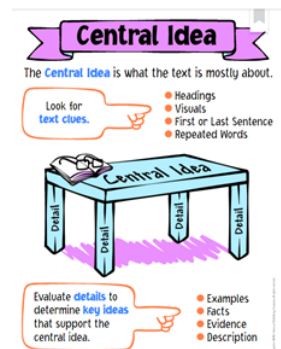 Central Idea
The Central Idea is what the text is mostly about.
Look for
text clues.
Headings
Visuals
First or Last Sentence
Repeated Words
Central Idea
Detail
Detail
Detail
Detail
Evaluate details to
determine key ideas
that support the
central idea.
Examples
Facts
Evidence
Description